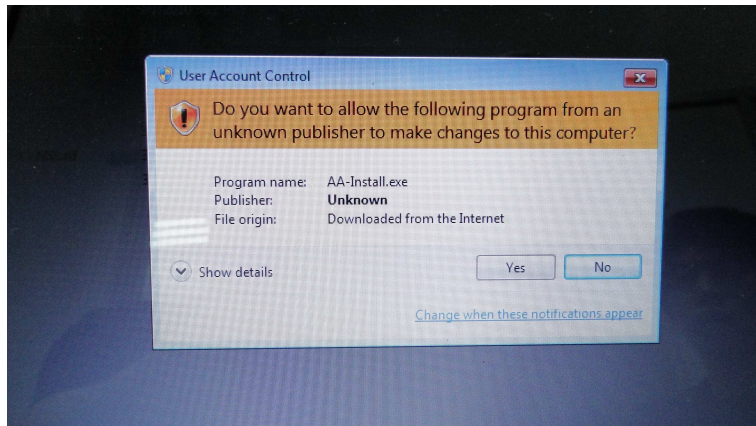 User Account Control
Do you want to allow the following program from an
unknown publisher to make changes to this computer?
Program name: AA-Install.exe
Publisher: Unknown
File origin: Downloaded from the Internet
Show details
Yes No
Change when these notifications appear